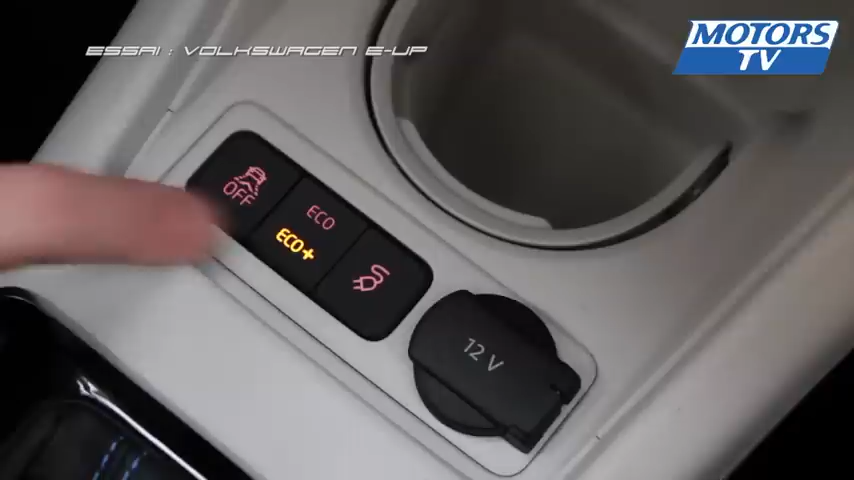 ESSAI : VOLKSWAGEN E-UP
MOTORS
TV
OFF
ECO
ECO+
12 V